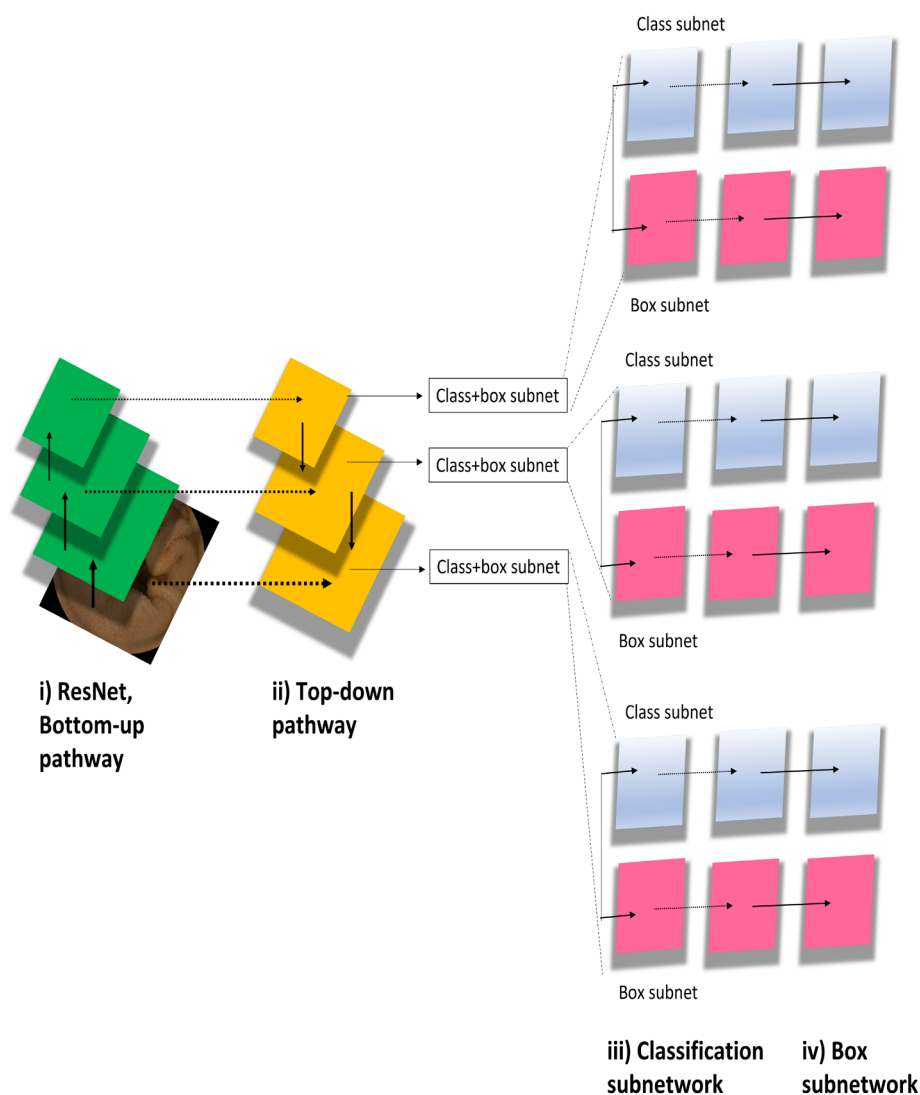 Class subnet
Box subnet
Class subnet
Class+box subnet
Class+box subnet
Class+box subnet
Box subnet
i) ResNet,
Bottom-up
pathway
ii) Top-down
pathway
Class subnet
Box subnet
iii) Classification
subnetwork
iv) Box
subnetwork